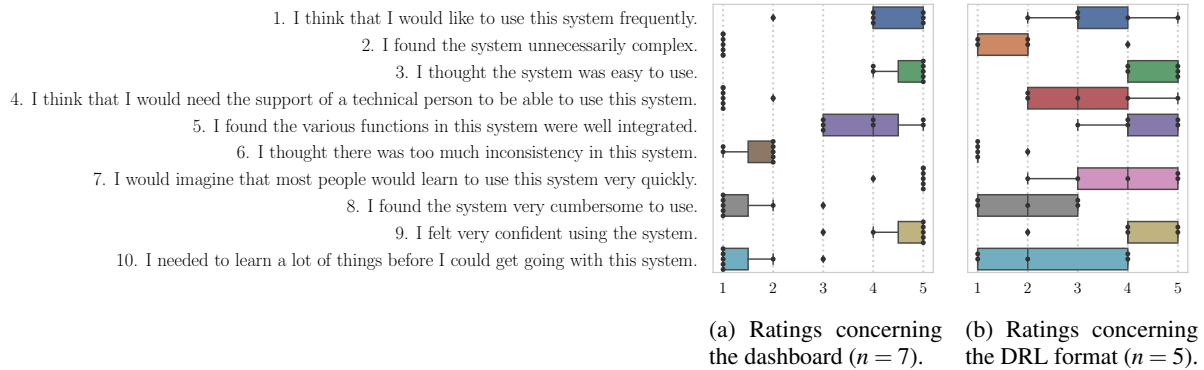 1. I think that I would like to use this system frequently.
2. I found the system unnecessarily complex.
3. I thought the system was easy to use.
4. I think that I would need the support of a technical person to be able to use this system.
5. I found the various functions in this system were well integrated.
6. I thought there was too much inconsistency in this system.
7. I would imagine that most people would learn to use this system very quickly.
8. I found the system very cumbersome to use.
9. I felt very confident using the system.
10. I needed to learn a lot of things before I could get going with this system.
1 2 3 4 5
1 2 3 4 5
(a) Ratings concerning
the dashboard (n = 7).
(b) Ratings concerning
the DRL format (n = 5).